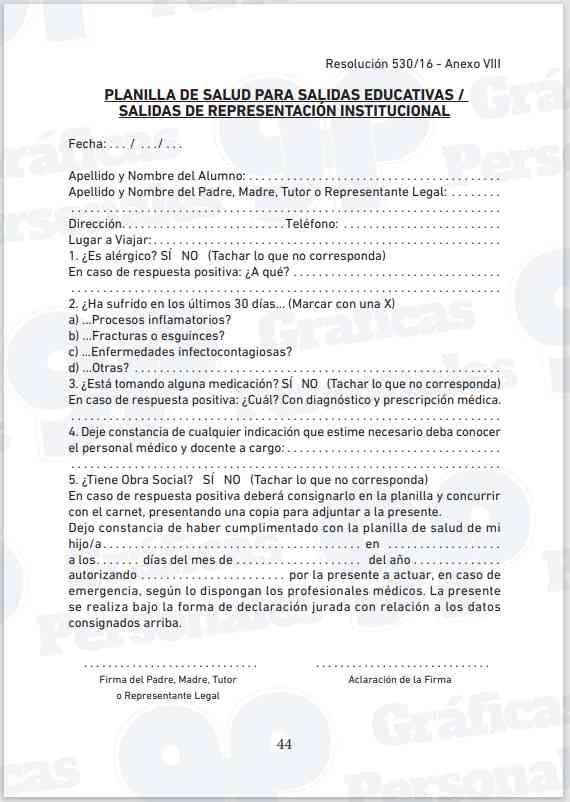 Resolución 530/16 - Anexo VIII
PLANILLA DE SALUD PARA SALIDAS EDUCATIVAS /
SALIDAS DE REPRESENTACIÓN INSTITUCIONAL
Fecha: . . . / . . . / . . .
Apellido y Nombre del Alumno: . . . . . . . . . . . . . . . . . . . . . . . . . . . . . . . . . . . . . . .
Apellido y Nombre del Padre, Madre, Tutor o Representante Legal: . . . . . . . .
. . . . . . . . . . . . . . . . . . . . . . . . . . . . . . . . . . . . . . . . . . . . . . . . . . . . . . . . . . . . . . . . . .
Dirección. . . . . . . . . . . . . . . . . . . . . . . . . Teléfono: . . . . . . . . . . . . . . . . . . . . . . . .
Lugar a Viajar: . . . . . . . . . . . . . . . . . . . . . . . . . . . . . . . . . . . . . . . . . . . . . . . . . . . . .
1. ¿Es alérgico? SÍ NO (Tachar lo que no corresponda)
En caso de respuesta positiva: ¿A qué? . . . . . . . . . . . . . . . . . . . . . . . . . . . . . . . .
. . . . . . . . . . . . . . . . . . . . . . . . . . . . . . . . . . . . . . . . . . . . . . . . . . . . . . . . . . . . . . . . . .
2. ¿Ha sufrido en los últimos 30 días... (Marcar con una X)
a) ...Procesos inflamatorios?
b) ...Fracturas o esguinces?
c) ...Enfermedades infectocontagiosas?
d) ...Otras? . . . . . . . . . . . . . . . . . . . . . . . . . . . . . . . . . . . . . . . . . . . . . . . . . . . . . . . .
3. ¿Está tomando alguna medicación? SÍ NO (Tachar lo que no corresponda)
En caso de respuesta positiva: ¿Cuál? Con diagnóstico y prescripción médica.
. . . . . . . . . . . . . . . . . . . . . . . . . . . . . . . . . . . . . . . . . . . . . . . . . . . . . . . . . . . . . . . . . .
4. Deje constancia de cualquier indicación que estime necesario deba conocer
el personal médico y docente a cargo: . . . . . . . . . . . . . . . . . . . . . . . . . . . . . . . . .
. . . . . . . . . . . . . . . . . . . . . . . . . . . . . . . . . . . . . . . . . . . . . . . . . . . . . . . . . . . . . . . . . .
5. ¿Tiene Obra Social? SÍ NO (Tachar lo que no corresponda)
En caso de respuesta positiva deberá consignarlo en la planilla y concurrir
con el carnet, presentando una copia para adjuntar a la presente.
Dejo constancia de haber cumplimentado con la planilla de salud de mi
hijo/a . . . . . . . . . . . . . . . . . . . . . . . . . . . . . . . . . . . . . . . . en . . . . . . . . . . . . . . . . .
a los. . . . . . . días del mes de . . . . . . . . . . . . . . . . . . . del año . . . . . . . . . . . . .
autorizando . . . . . . . . . . . . . . . . . . . . . . por la presente a actuar, en caso de
emergencia, según lo dispongan los profesionales médicos. La presente
se realiza bajo la forma de declaración jurada con relación a los datos
consignados arriba.
. . . . . . . . . . . . . . . . . . . . . . . . . . . . . . . . . . . . . . . . . . . . . . . . . . . . . .
Firma del Padre, Madre, Tutor Aclaración de la Firma
o Representante Legal
44
Gráficas
Personales